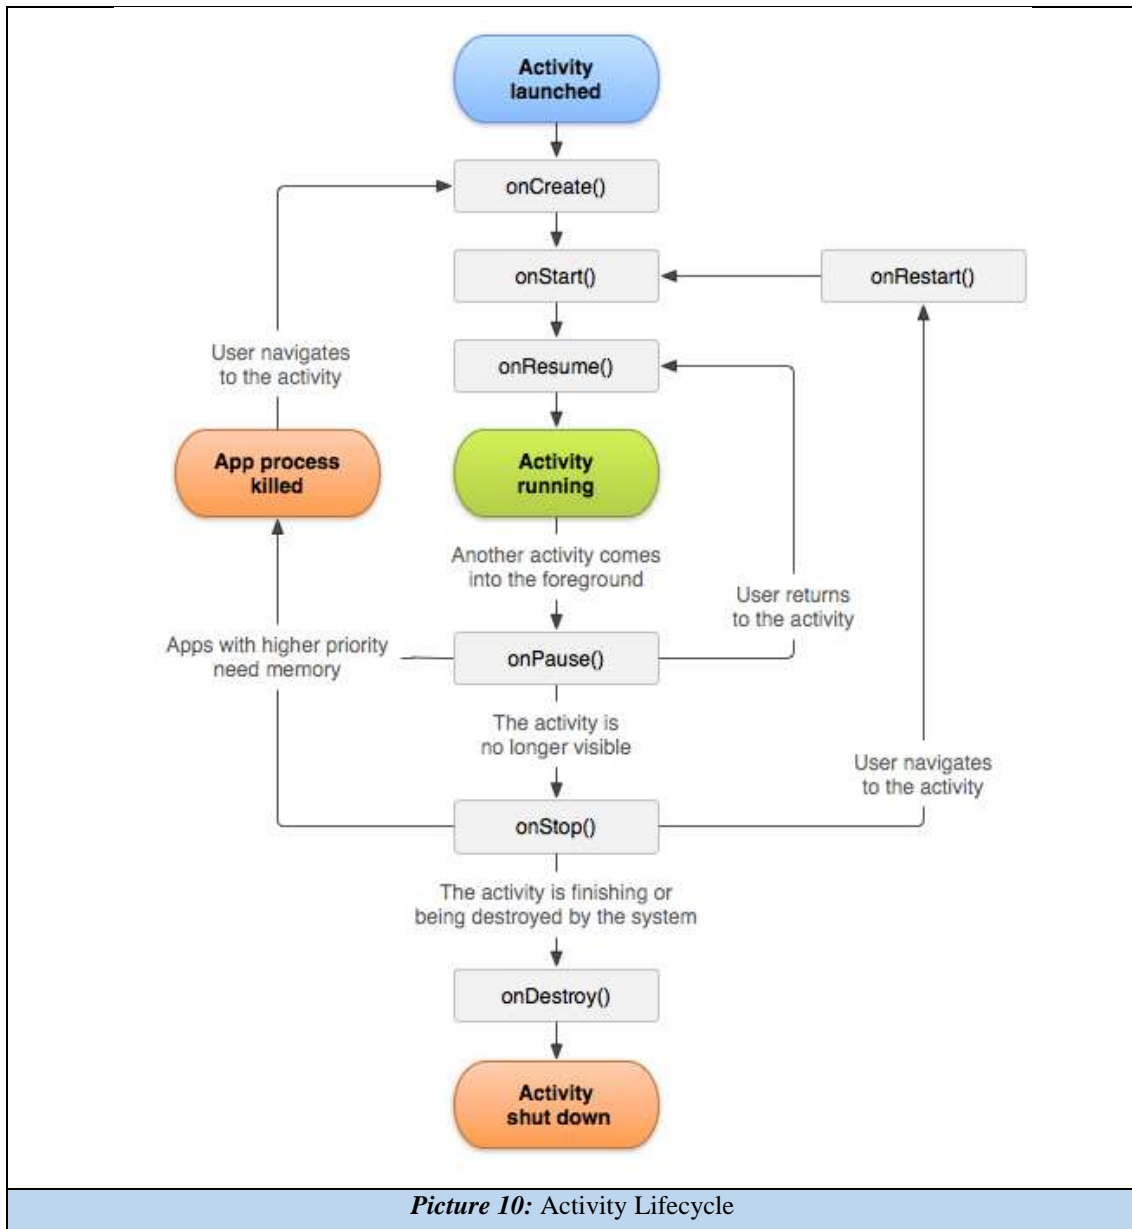 Activity
launched
onCreate()
onStart()
onRestart()
onResume()
User navigates
to the activity
App process
killed
Activity
running
Another activity comes
into the foreground
User returns
to the activity
Apps with higher priority
need memory
onPause()
The activity is
no longer visible
User navigates
to the activity
onStop()
The activity is finishing or
being destroyed by the system
onDestroy()
Activity
shut down
Picture 10: Activity Lifecycle